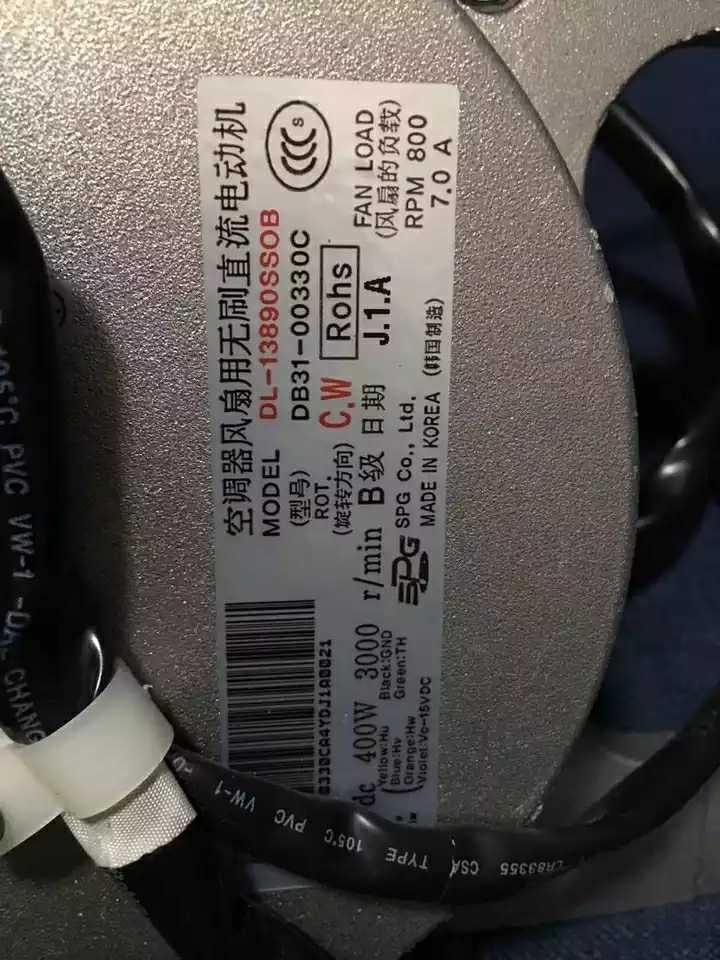 空调器风扇用无刷直流电动机
MODEL DL-13890SSOB
(型号) DB31-00330C
ROT. C.W Rohs
(旋转方向)
S
FAN LOAD
(风扇的负载)
RPM 800
7.0 A
dc 400W 3000 r/min B级 日期 J.1.A
Yellow:Hu Black:GND
Blue:Hv Green:TH
Orange:Hw
Violet:Vc-15VDC
SPG SPG Co., Ltd.
MADE IN KOREA (韩国制造)
0330CA4YDJ1A0021
105°C PVC VW-1
CHANG
TYPE 105°C PVC VW-1
CSA